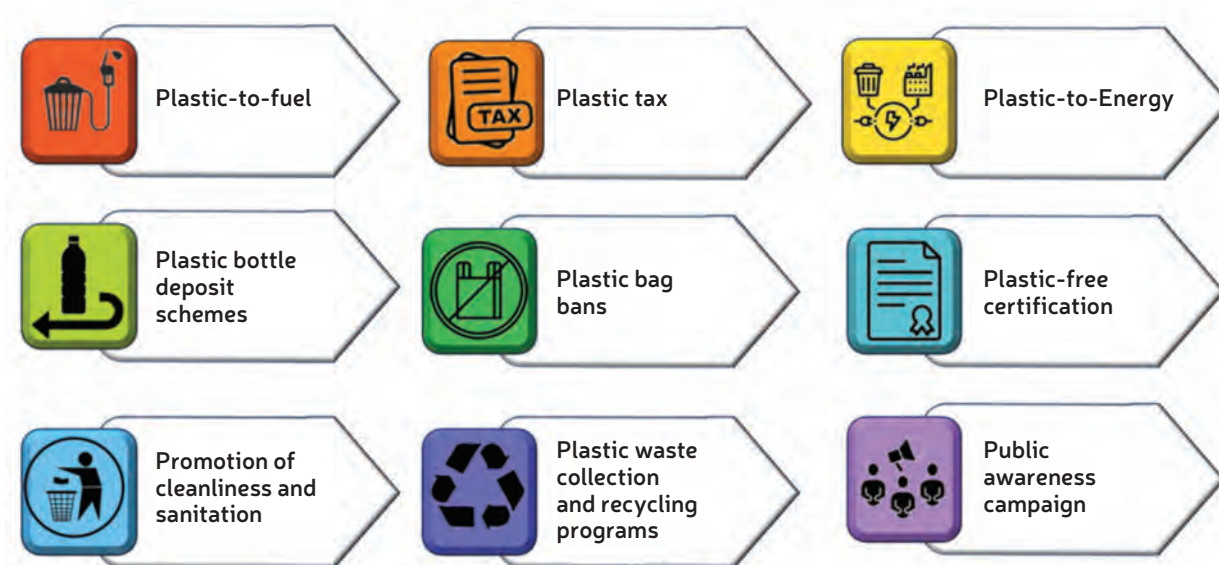 Plastic-to-fuel
TAX
Plastic tax
Plastic-to-Energy
Plastic bottle
deposit
schemes
Plastic bag
bans
Plastic-free
certification
Promotion of
cleanliness and
sanitation
Plastic waste
collection
and recycling
programs
Public
awareness
campaign